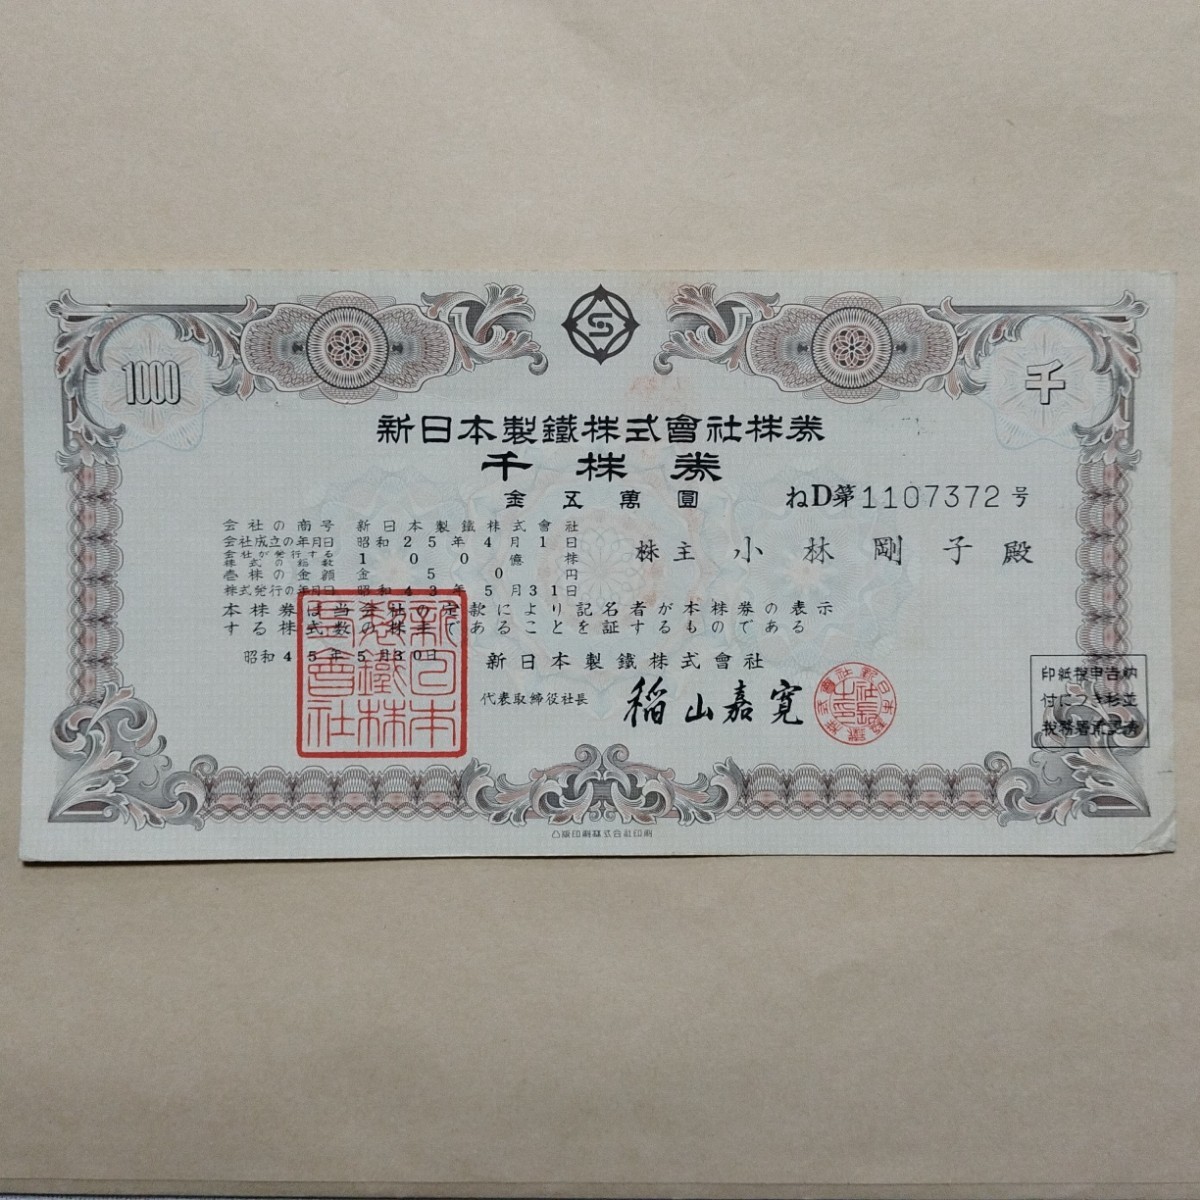 1000
千
新日本製鐵株式會社株券
千株券
金五萬圓
ねD第1107372号
会社の商号 新日本製鐵株式會社
会社成立の年月日 昭和25年4月1日
会社が発行する株式の総数 100億株
壱株の金額 金50円
株式発行の年月日 昭和43年5月31日
株主 小林剛子殿
本株券は当会社の定款により記名者が本株券の表示
する株式数の株主であることを証するものである
昭和45年5月30日
新日本製鐵株式會社
代表取締役社長 稲山嘉寛
新日本
製鐵株
式會社
印紙税申告納
付につき
税務署承認済
凸版印刷株式会社印刷